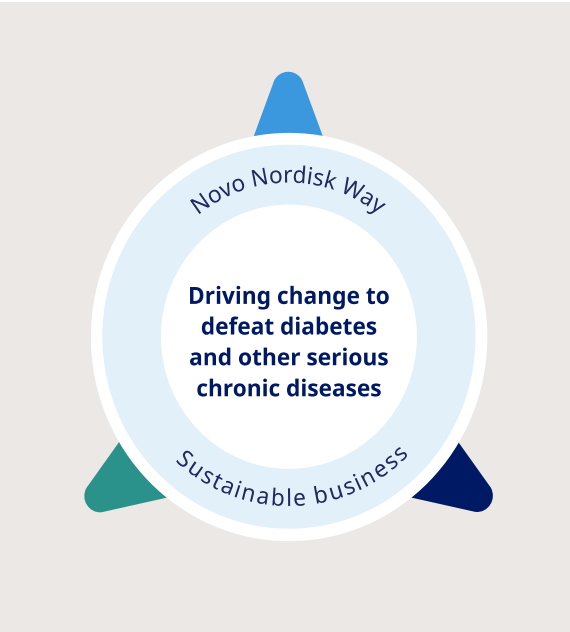 Novo Nordisk Way
Driving change to
defeat diabetes
and other serious
chronic diseases
Sustainable business